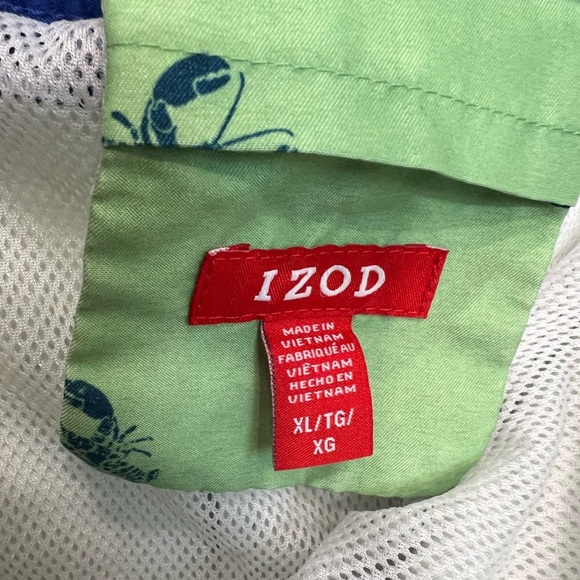 IZOD
MADE IN
VIETNAM
FABRIQUÉ AU
VIÊTNAM
HECHO EN
VIETNAM
XL/TG/
XG